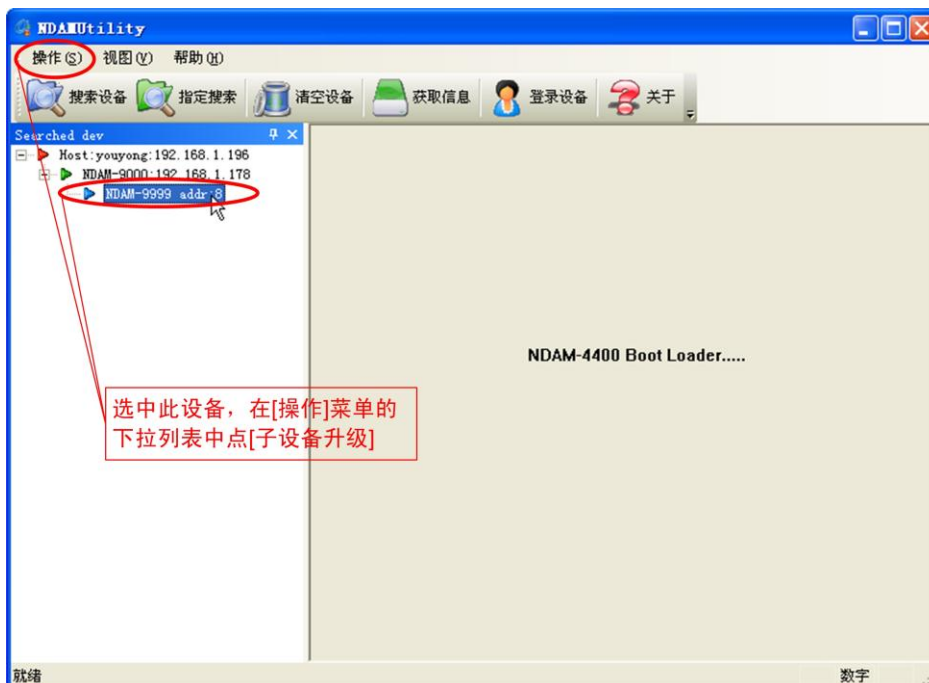 NDAMUtility
操作(S) 视图(V) 帮助(H)
搜索设备 指定搜索 清空设备 获取信息 登录设备 关于
Searched dev
Host:youyong:192.168.1.196
NDAM-9000:192.168.1.178
NDAM-9999 addr:8
NDAM-4400 Boot Loader.....
选中此设备，在[操作]菜单的
下拉列表中点[子设备升级]
就绪 数字